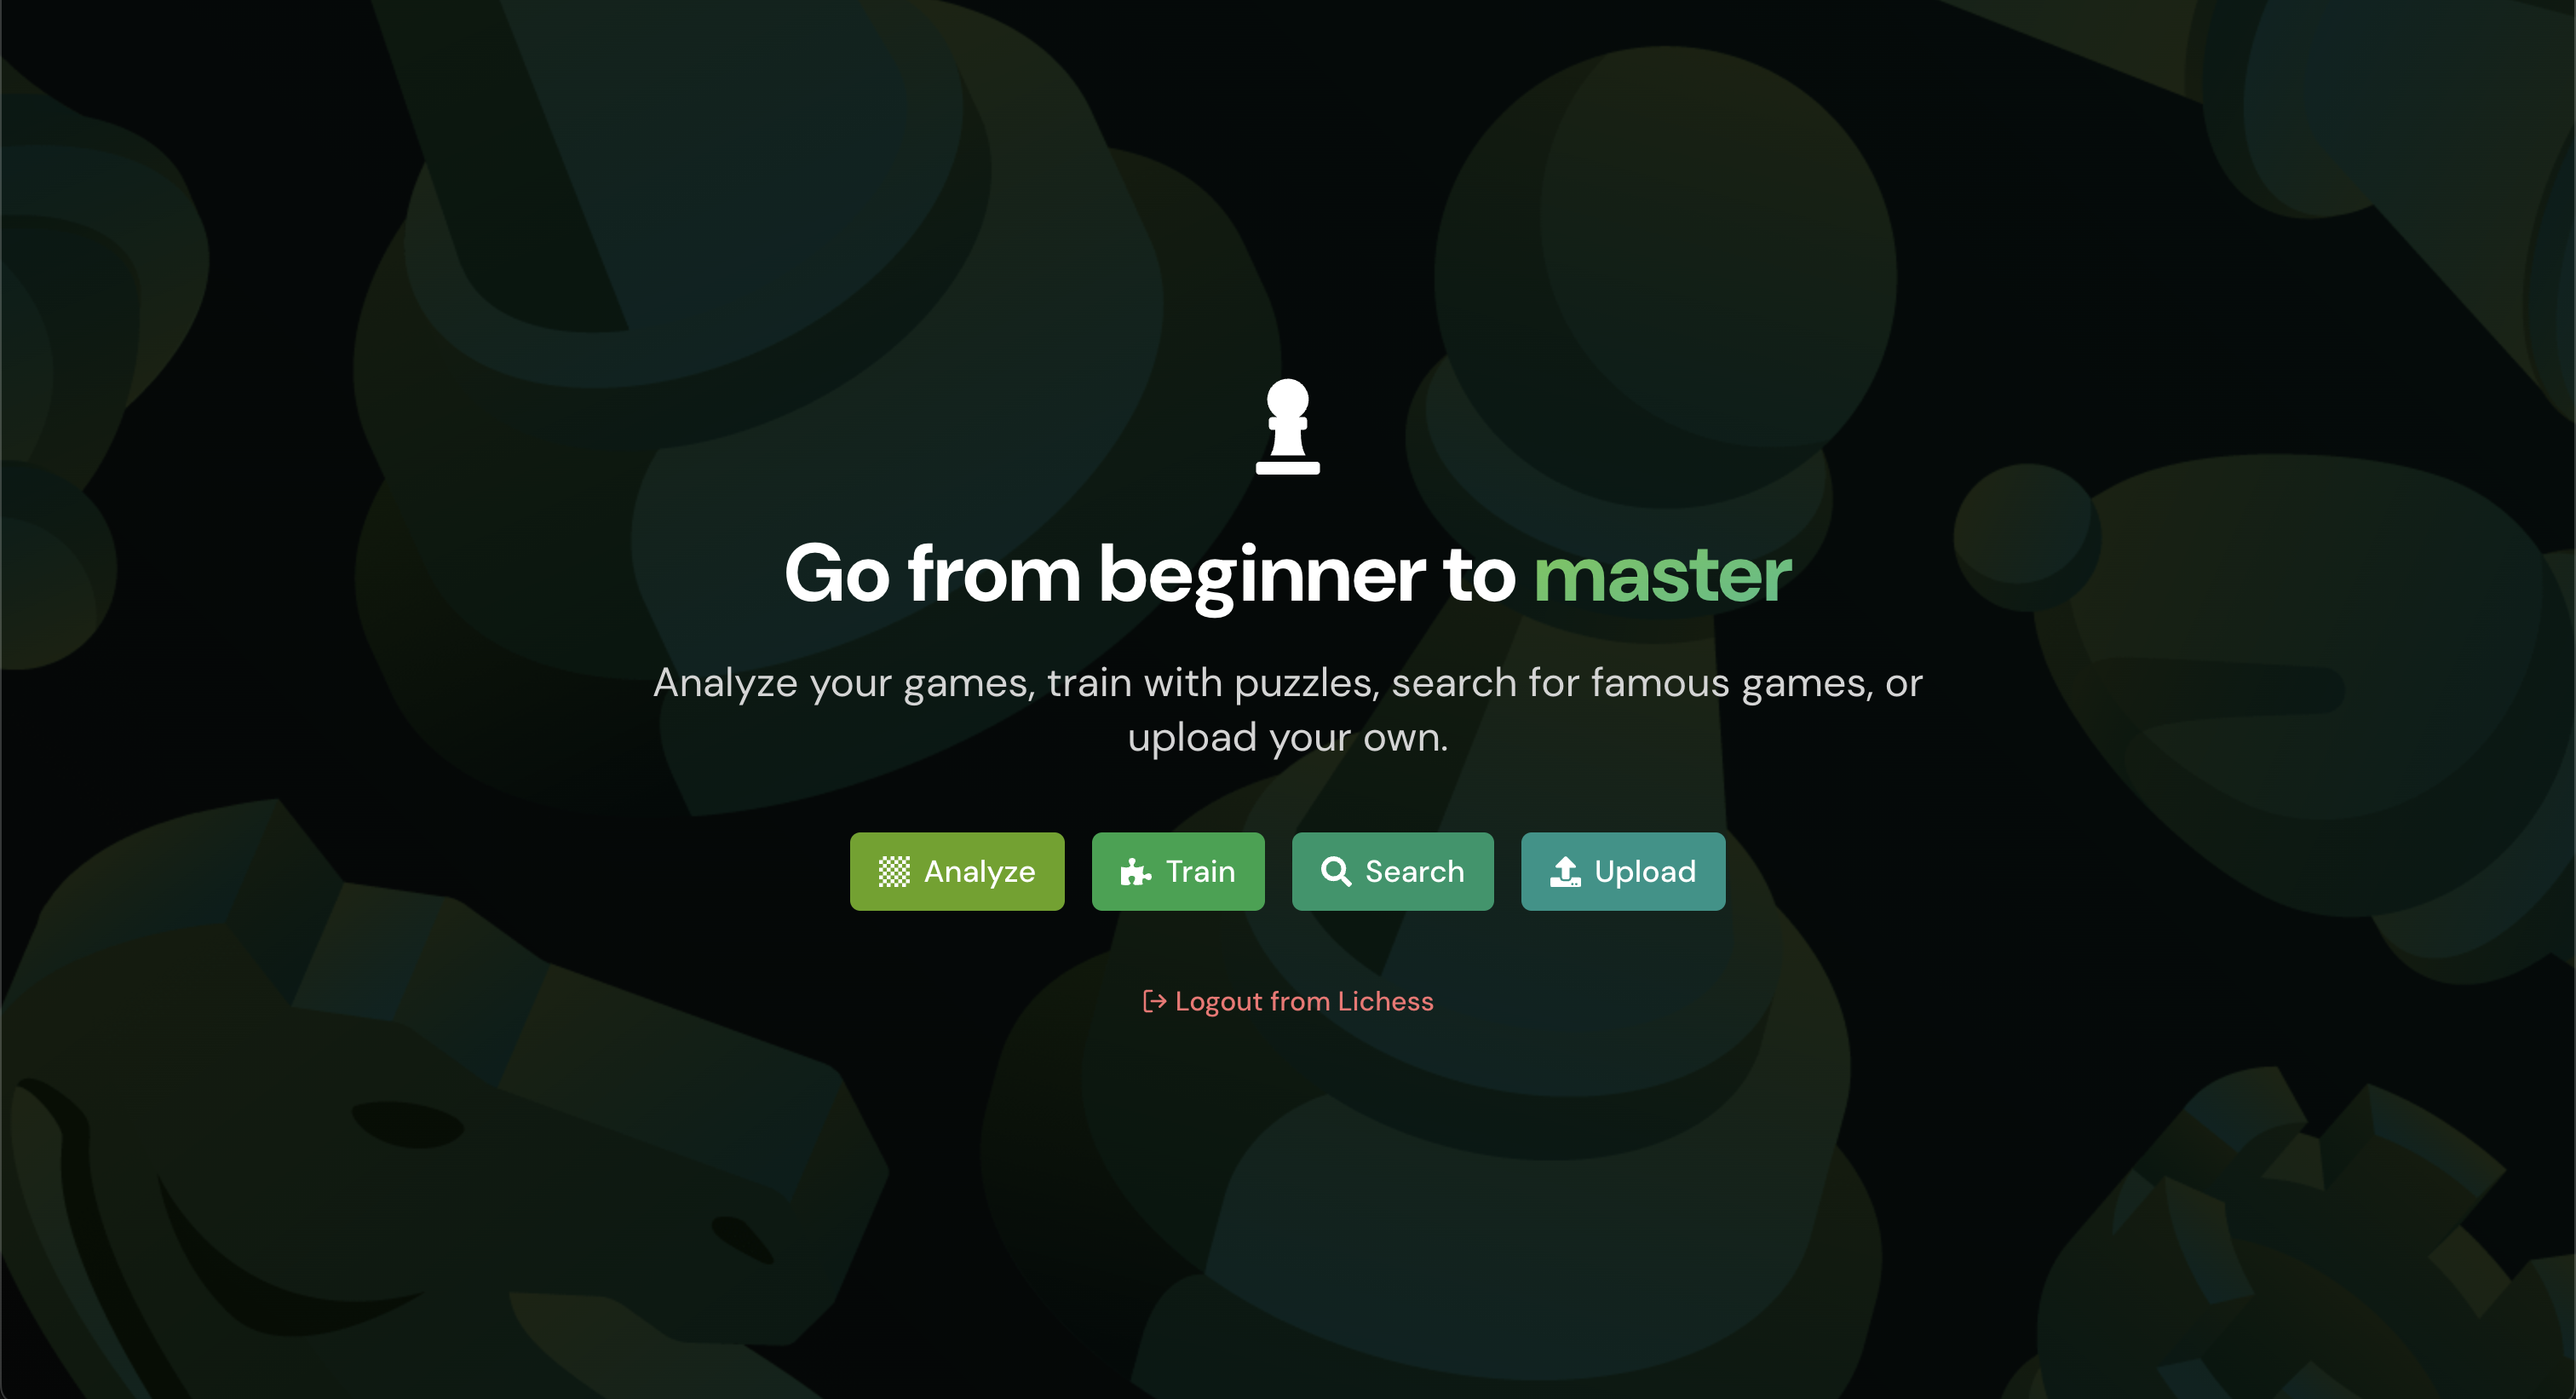 Go from beginner to master
Analyze your games, train with puzzles, search for famous games, or
upload your own.
Analyze Train Search Upload
Logout from Lichess